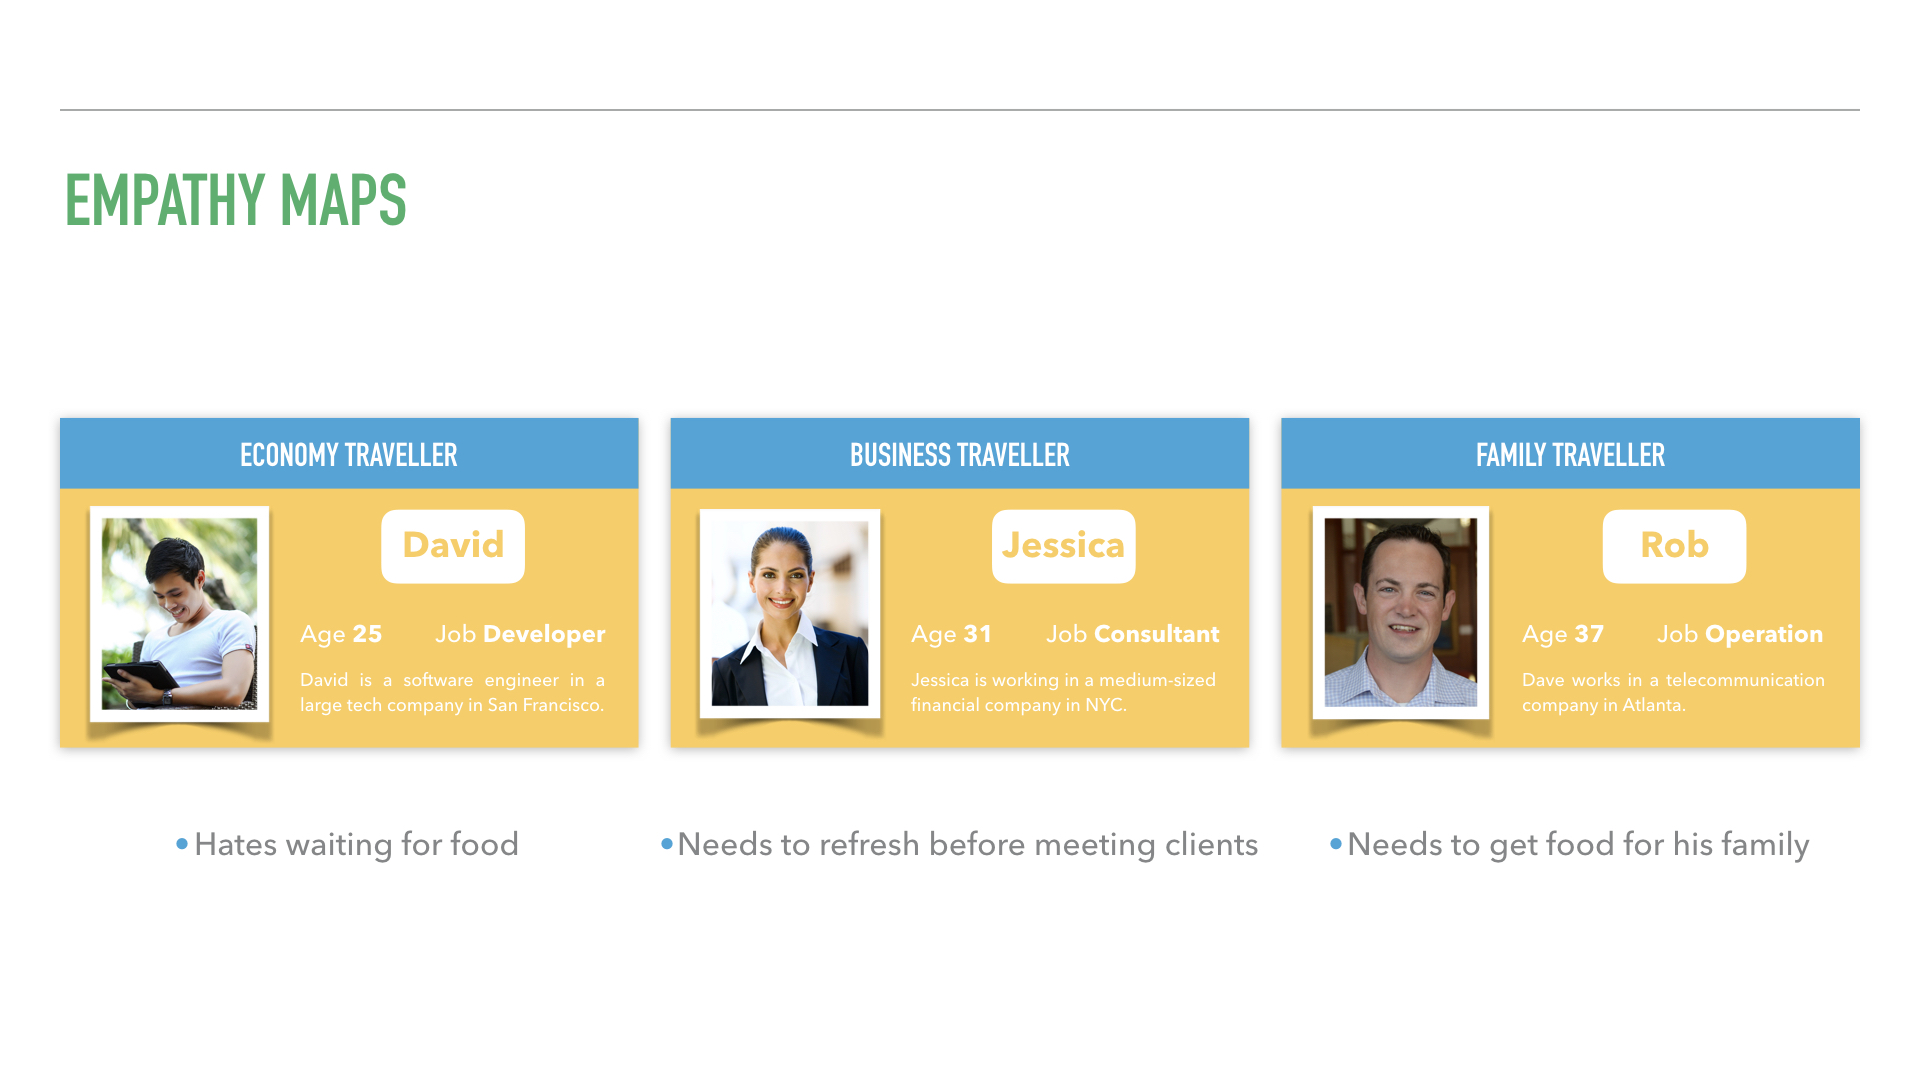 EMPATHY MAPS
ECONOMY TRAVELLER
David
Age 25 Job Developer
David is a software engineer in a
large tech company in San Francisco.
• Hates waiting for food
BUSINESS TRAVELLER
Jessica
Age 31 Job Consultant
Jessica is working in a medium-sized
financial company in NYC.
• Needs to refresh before meeting clients
FAMILY TRAVELLER
Rob
Age 37 Job Operation
Dave works in a telecommunication
company in Atlanta.
• Needs to get food for his family